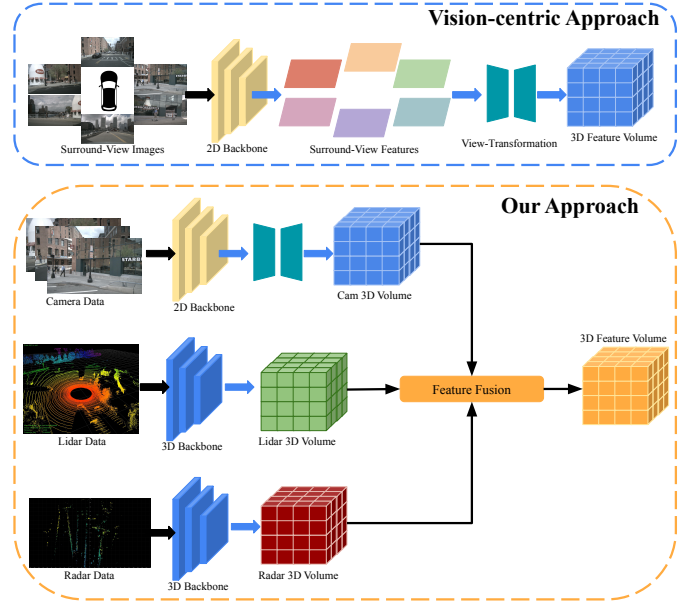 Vision-centric Approach
Surround-View Images
2D Backbone
Surround-View Features
View-Transformation
3D Feature Volume
Our Approach
STARB
Camera Data
2D Backbone
Cam 3D Volume
3D Feature Volume
Feature Fusion
Lidar Data
3D Backbone
Lidar 3D Volume
Radar Data
3D Backbone
Radar 3D Volume